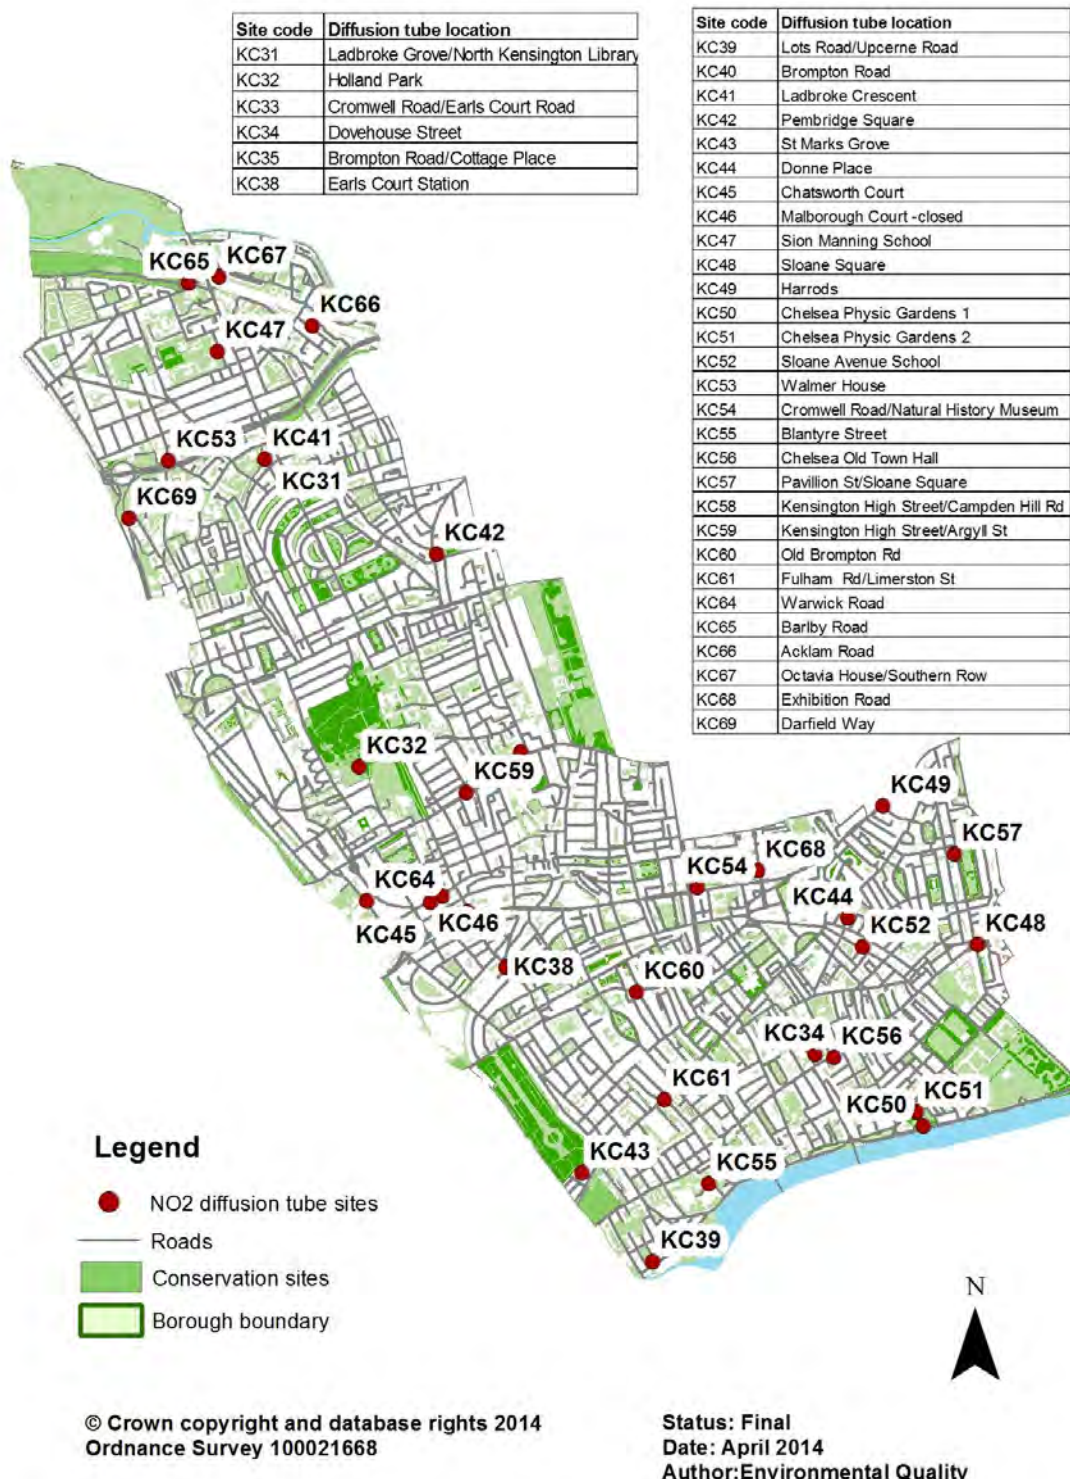 Site code Diffusion tube location
KC31 Ladbroke Grove/North Kensington Library
KC32 Holland Park
KC33 Cromwell Road/Earls Court Road
KC34 Dovehouse Street
KC35 Brompton Road/Cottage Place
KC38 Earls Court Station
Site code Diffusion tube location
KC39 Lots Road/Upcerne Road
KC40 Brompton Road
KC41 Ladbroke Crescent
KC42 Pembridge Square
KC43 St Marks Grove
KC44 Donne Place
KC45 Chatsworth Court
KC46 Malborough Court -closed
KC47 Sion Manning School
KC48 Sloane Square
KC49 Harrods
KC50 Chelsea Physic Gardens 1
KC51 Chelsea Physic Gardens 2
KC52 Sloane Avenue School
KC53 Walmer House
KC54 Cromwell Road/Natural History Museum
KC55 Blantyre Street
KC56 Chelsea Old Town Hall
KC57 Pavillion St/Sloane Square
KC58 Kensington High Street/Campden Hill Rd
KC59 Kensington High Street/Argyll St
KC60 Old Brompton Rd
KC61 Fulham Rd/Limerston St
KC64 Warwick Road
KC65 Barlby Road
KC66 Acklam Road
KC67 Octavia House/Southern Row
KC68 Exhibition Road
KC69 Darfield Way
KC65
KC67
KC66
KC47
KC53
KC41
KC31
KC69
KC42
KC32
KC59
KC49
KC57
KC54
KC68
KC64
KC44
KC45
KC46
KC52
KC48
KC38
KC60
KC34
KC56
KC61
KC50
KC51
KC43
KC55
KC39
Legend
NO2 diffusion tube sites
Roads
Conservation sites
Borough boundary
N
© Crown copyright and database rights 2014
Ordnance Survey 100021668
Status: Final
Date: April 2014
Author:Environmental Quality